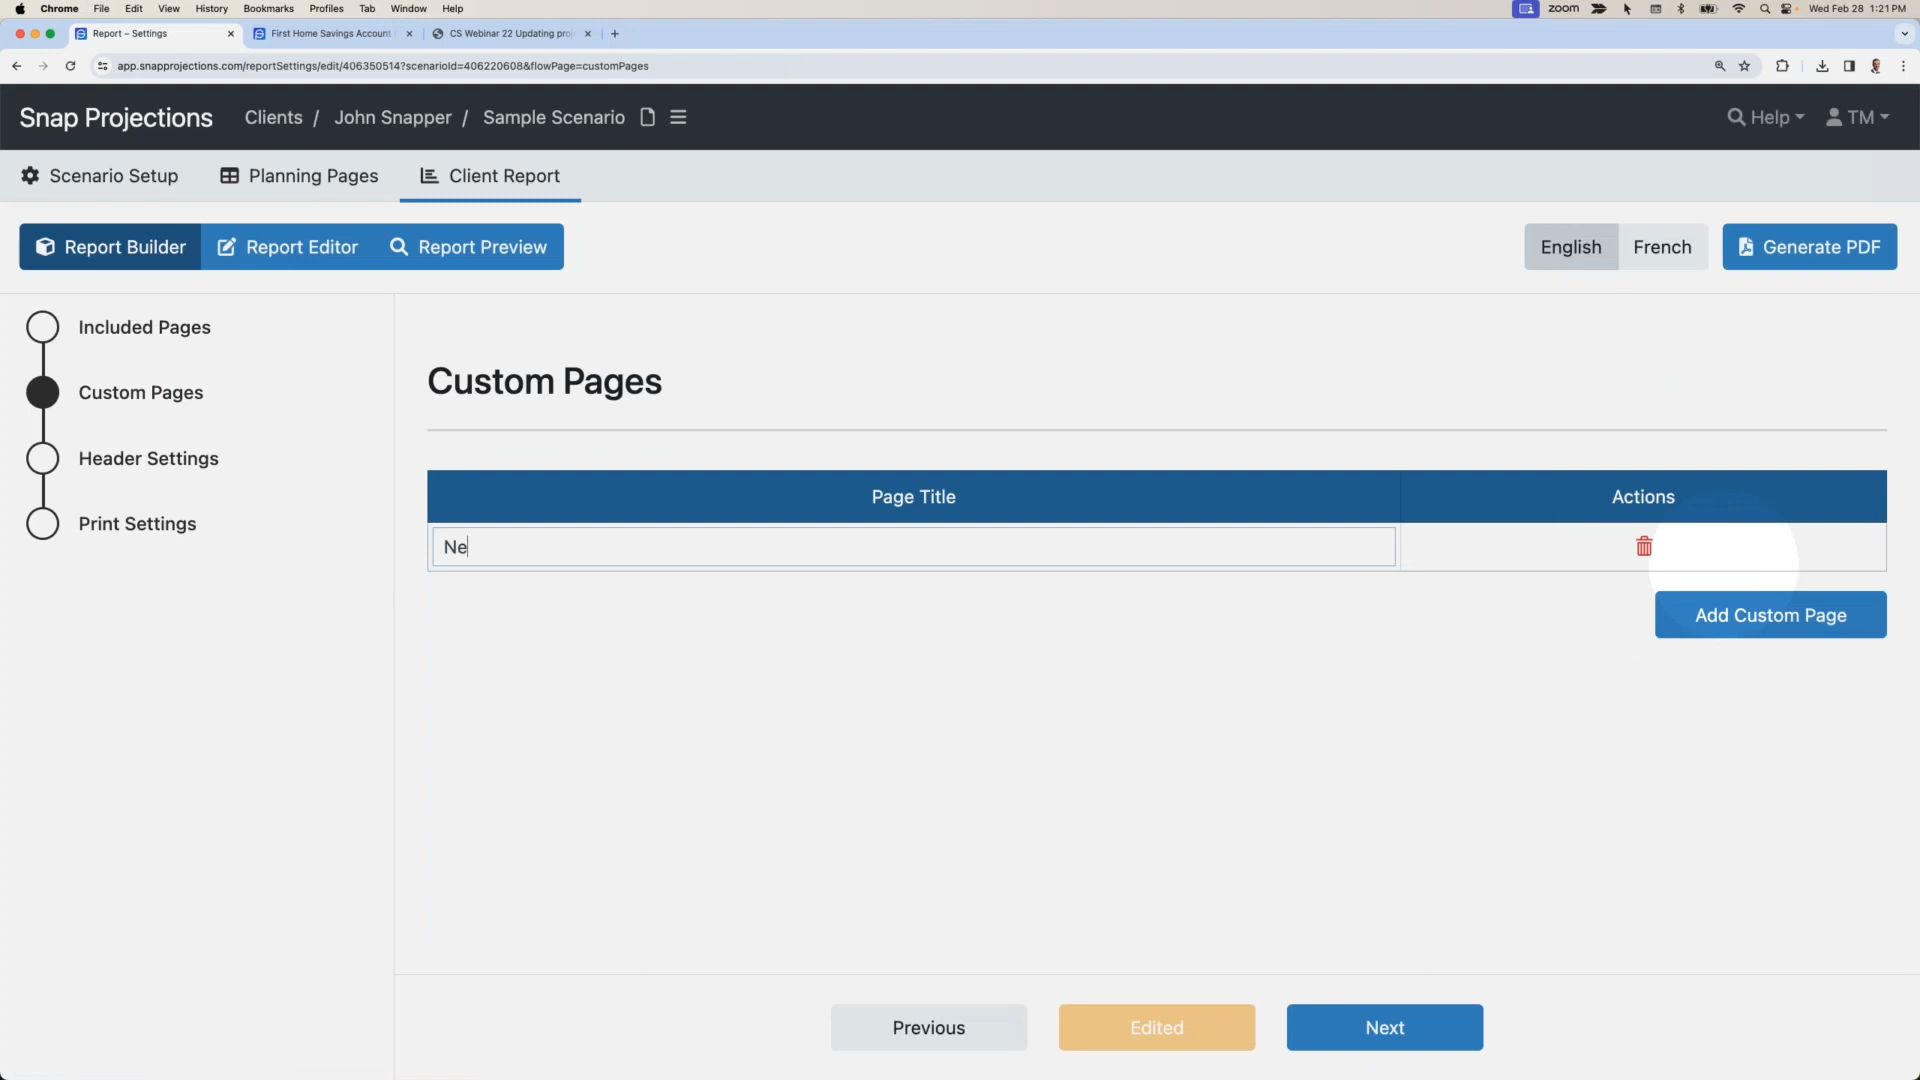 Chrome File Edit View History Bookmarks Profiles Tab Window Help zoom Wed Feb 28 1:21 PM
Report – Settings First Home Savings Account CS Webinar 22 Updating proj
app.snapprojections.com/reportSettings/edit/406350514?scenarioId=406220608&flowPage=customPages
Snap Projections Clients / John Snapper / Sample Scenario Help TM
Scenario Setup Planning Pages Client Report
Report Builder Report Editor Report Preview English French Generate PDF
Included Pages
Custom Pages
Header Settings
Print Settings
Custom Pages
Page Title Actions
Ne
Add Custom Page
Previous Edited Next